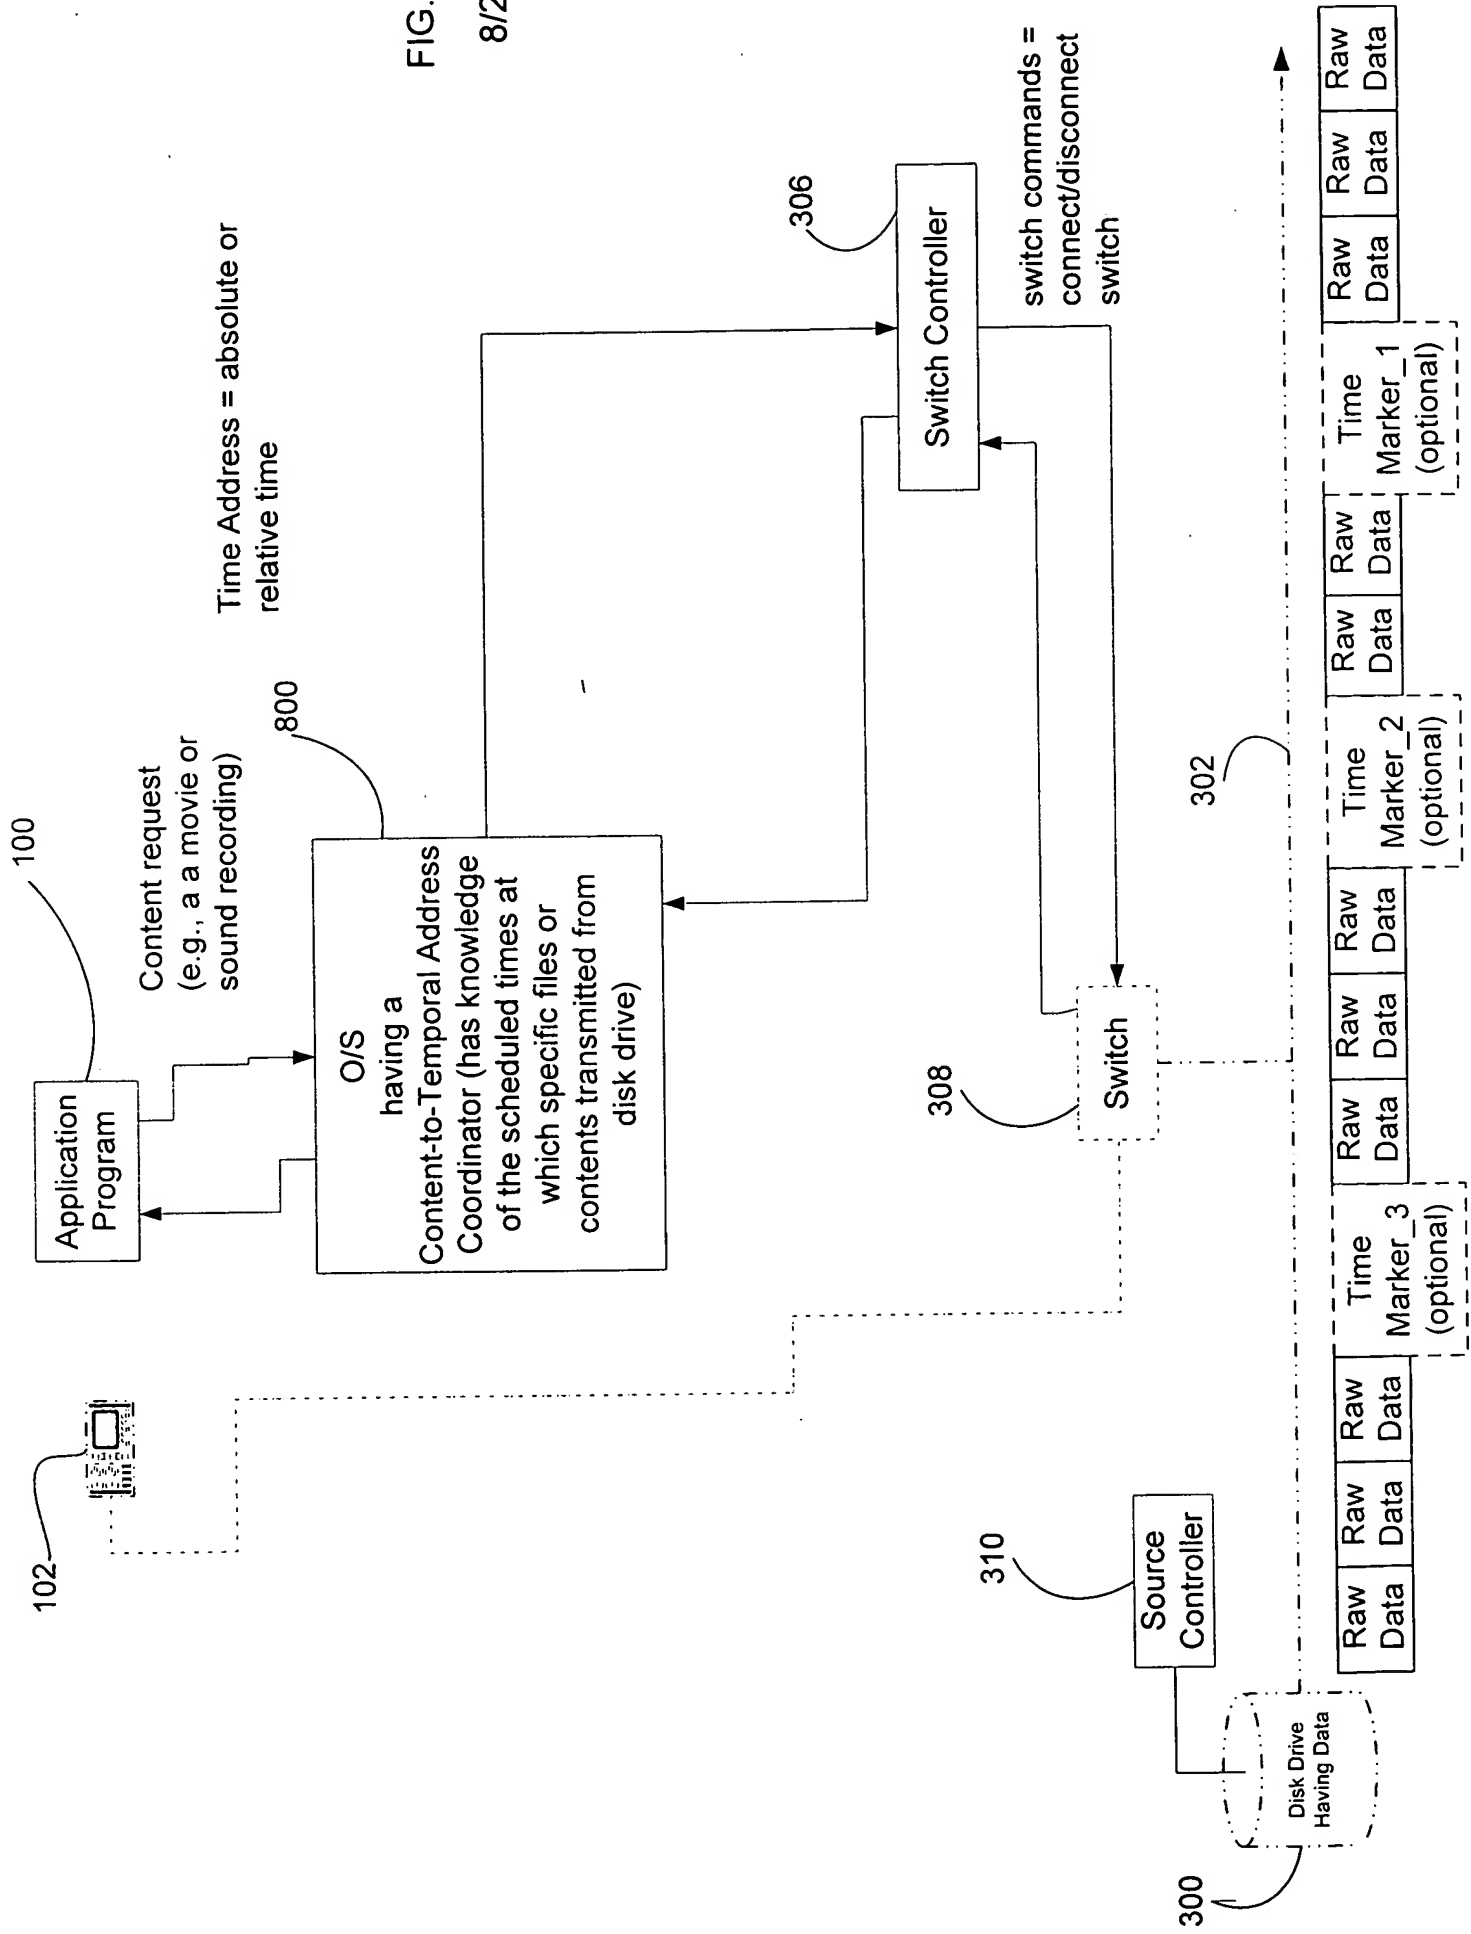 FIG.
8/2
102
100
Application
Program
Content request
(e.g., a a movie or
sound recording)
Time Address = absolute or
relative time
800
O/S
having a
Content-to-Temporal Address
Coordinator (has knowledge
of the scheduled times at
which specific files or
contents transmitted from
disk drive)
306
Switch Controller
switch commands =
connect/disconnect
switch
308
Switch
302
310
Source
Controller
300
Disk Drive
Having Data
Raw
Data
Raw
Data
Raw
Data
Time
Marker_3
(optional)
Raw
Data
Raw
Data
Raw
Data
Time
Marker_2
(optional)
Raw
Data
Raw
Data
Time
Marker_1
(optional)
Raw
Data
Raw
Data
Raw
Data